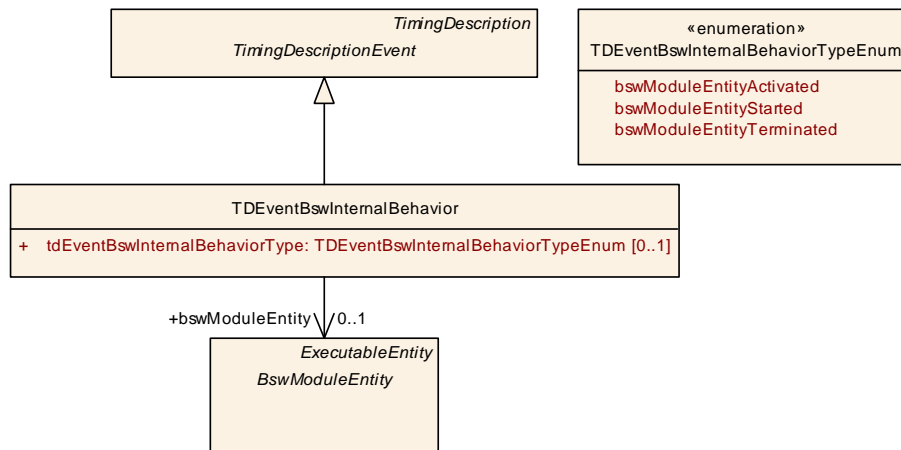 TimingDescription
TimingDescriptionEvent
«enumeration»
TDEventBswInternalBehaviorTypeEnum
bswModuleEntityActivated
bswModuleEntityStarted
bswModuleEntityTerminated
TDEventBswInternalBehavior
+ tdEventBswInternalBehaviorType: TDEventBswInternalBehaviorTypeEnum [0..1]
+bswModuleEntity 0..1
ExecutableEntity
BswModuleEntity